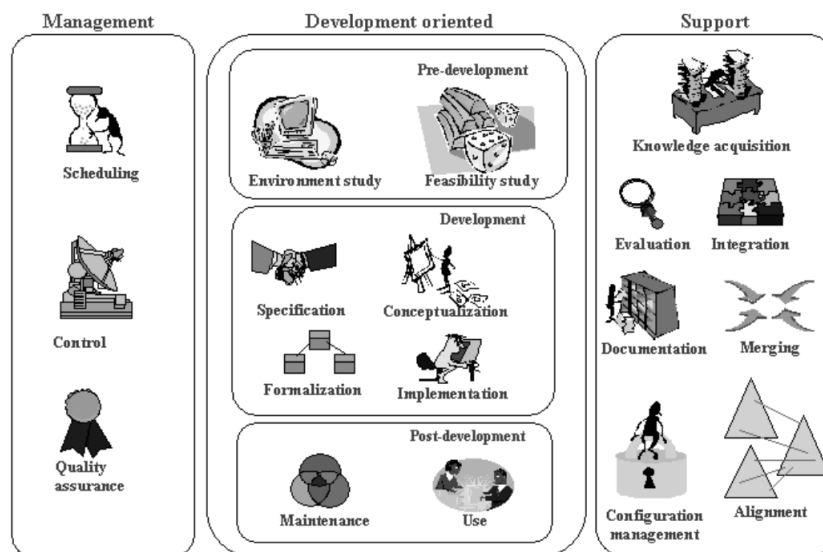 Management
Scheduling
Control
Quality
assurance
Development oriented
Pre-development
Environment study
Feasibility study
Development
Specification
Conceptualization
Formalization
Implementation
Post-development
Maintenance
Use
Support
Knowledge acquisition
Evaluation
Integration
Documentation
Merging
Configuration
management
Alignment